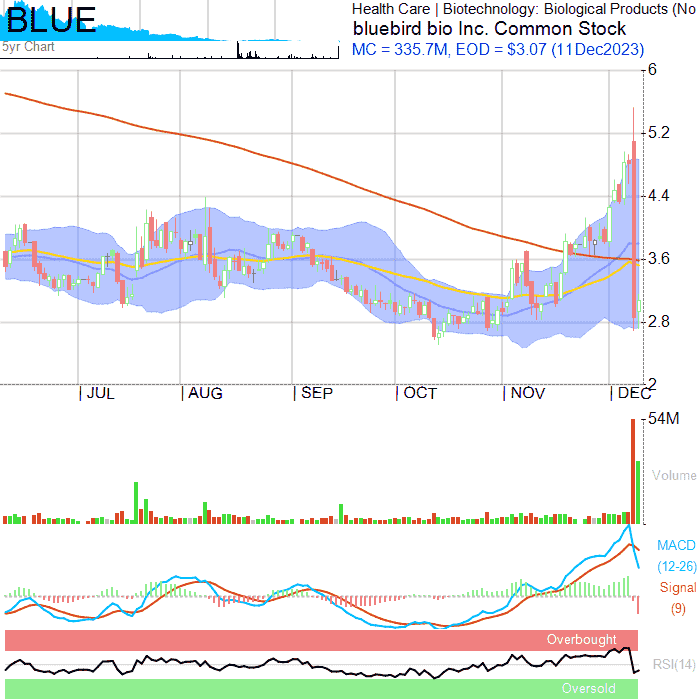 BLUE
5yr Chart
Health Care | Biotechnology: Biological Products (No
bluebird bio Inc. Common Stock
MC = 335.7M, EOD = $3.07 (11Dec2023)
6
5.2
4.4
3.6
2.8
2
| JUL | AUG | SEP | OCT | NOV | DEC
54M
Volume
MACD
(12-26)
Signal
(9)
Overbought
RSI(14)
Oversold